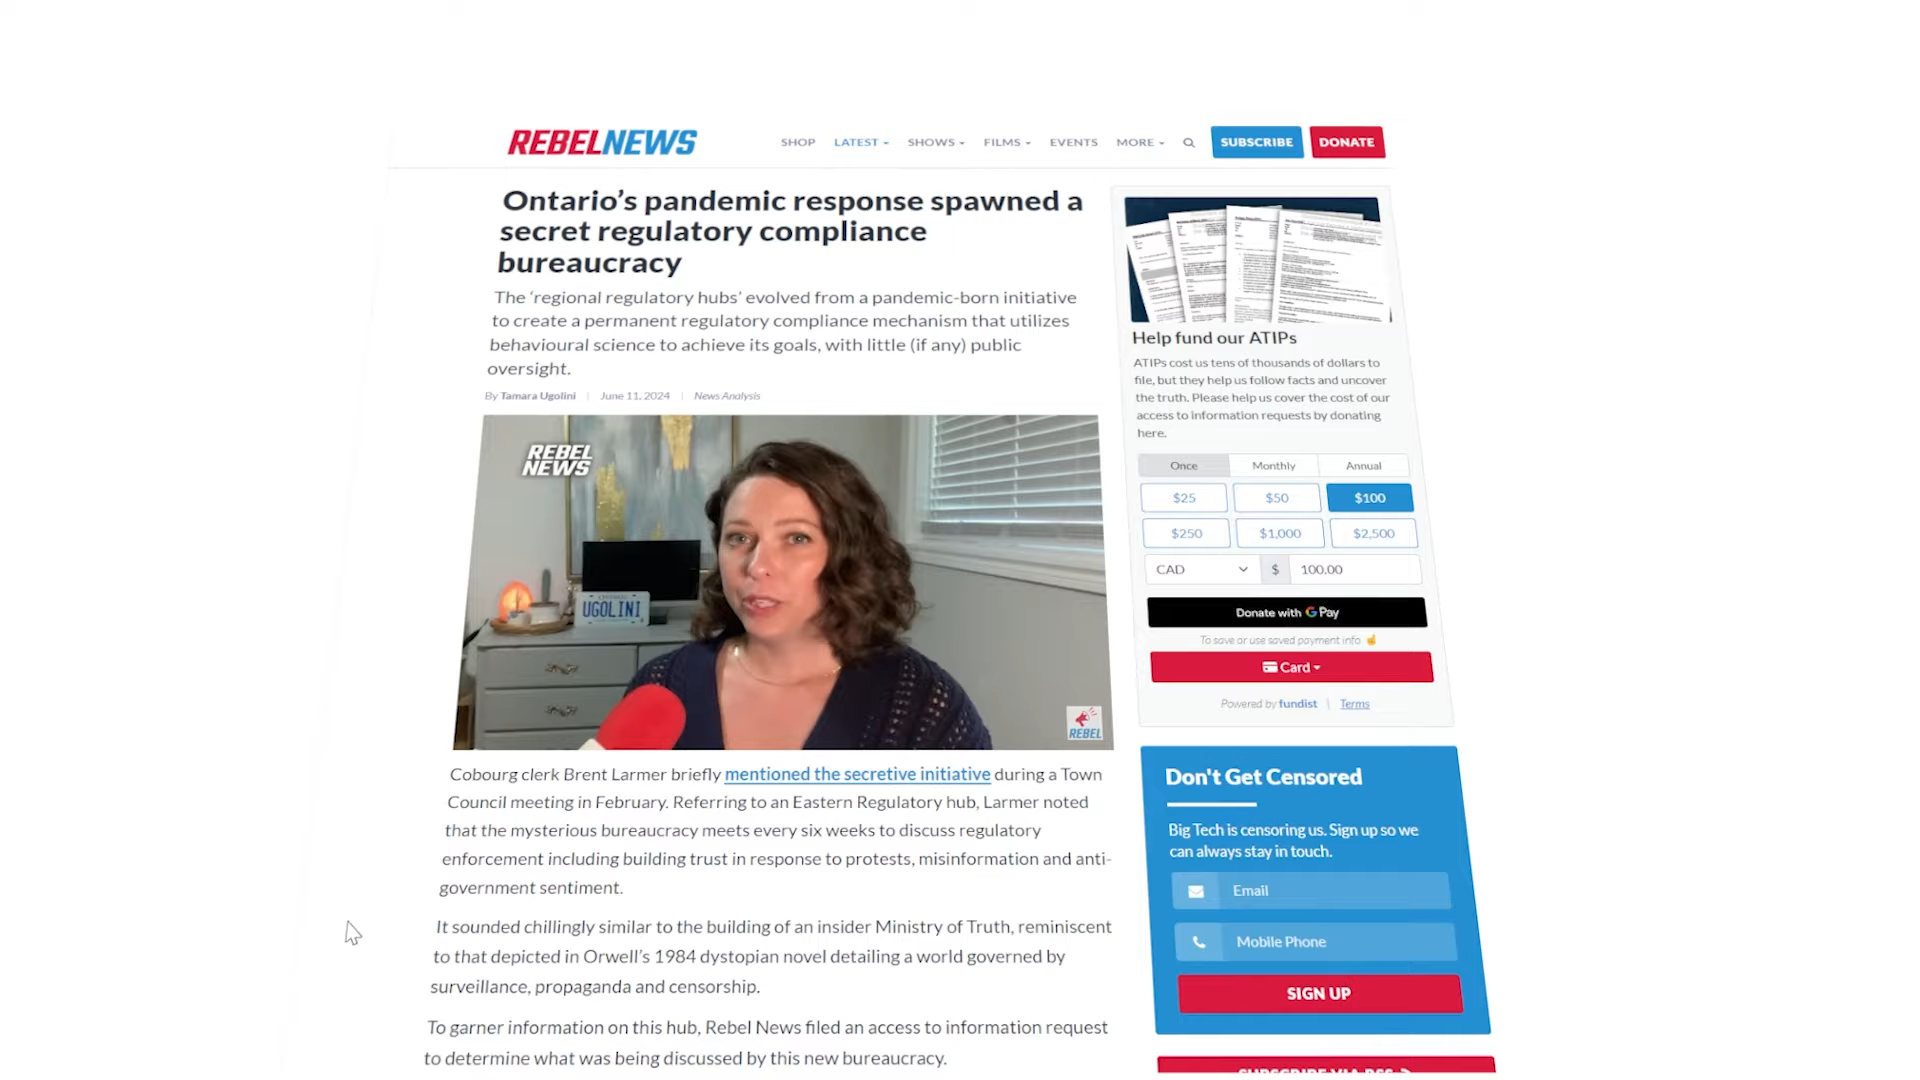 REBELNEWS
SHOP LATEST SHOWS FILMS EVENTS MORE SUBSCRIBE DONATE
Ontario's pandemic response spawned a
secret regulatory compliance
bureaucracy
The 'regional regulatory hubs' evolved from a pandemic-born initiative
to create a permanent regulatory compliance mechanism that utilizes
behavioural science to achieve its goals, with little (if any) public
oversight.
By Tamara Ugolini | June 11, 2024 | News Analysis
REBEL
NEWS
UGOLINI
REBEL
Cobourg clerk Brent Larmer briefly mentioned the secretive initiative during a Town
Council meeting in February. Referring to an Eastern Regulatory hub, Larmer noted
that the mysterious bureaucracy meets every six weeks to discuss regulatory
enforcement including building trust in response to protests, misinformation and anti-
government sentiment.
It sounded chillingly similar to the building of an insider Ministry of Truth, reminiscent
to that depicted in Orwell's 1984 dystopian novel detailing a world governed by
surveillance, propaganda and censorship.
To garner information on this hub, Rebel News filed an access to information request
to determine what was being discussed by this new bureaucracy.
Help fund our ATIPs
ATIPs cost us tens of thousands of dollars to
file, but they help us follow facts and uncover
the truth. Please help us cover the cost of our
access to information requests by donating
here.
Once Monthly Annual
$25 $50 $100
$250 $1,000 $2,500
CAD $ 100.00
Donate with G Pay
To save or use saved payment info
Card
Powered by fundist | Terms
Don't Get Censored
Big Tech is censoring us. Sign up so we
can always stay in touch.
Email
Mobile Phone
SIGN UP
SUBSCRIBE VIA RSS